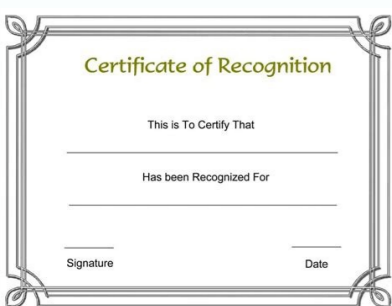 Certificate of Recognition
This is To Certify That
Has been Recognized For
Signature Date